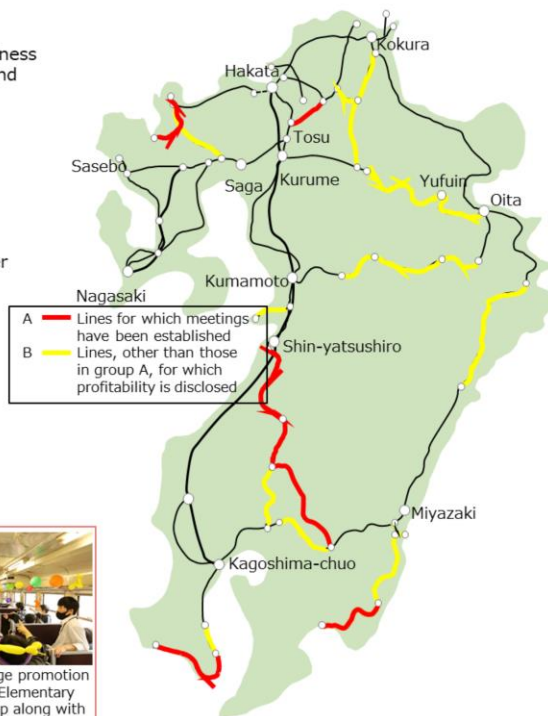 ness
nd
Kokura
Hakata
Tosu
Sasebo
Saga
Kurume
Yufuin
Oita
er
Kumamoto
Nagasaki
A Lines for which meetings
have been established
B Lines, other than those
in group A, for which
profitability is disclosed
Shin-yatsushiro
Miyazaki
Kagoshima-chuo
ge promotion
Elementary
p along with